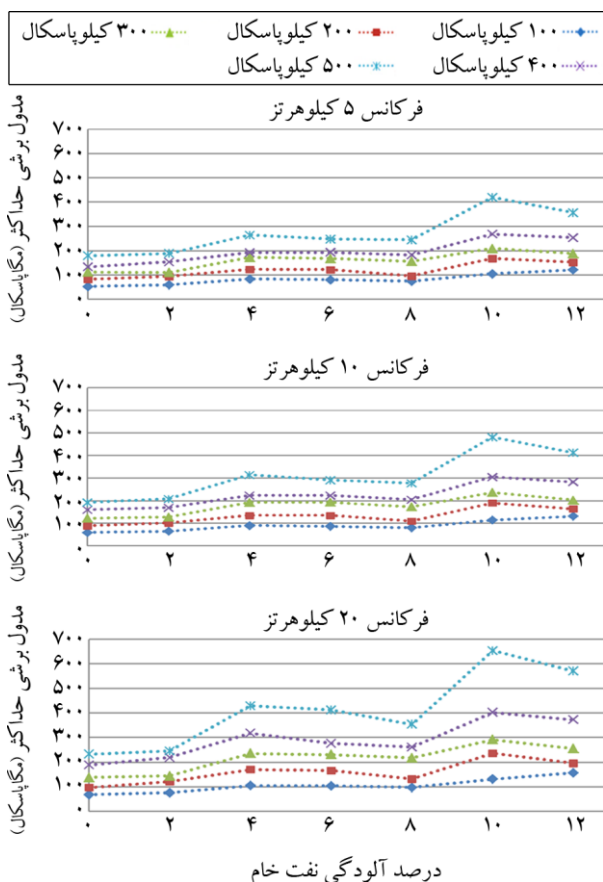 ۱۰۰ کیلوپاسکال ۲۰۰ کیلوپاسکال ۳۰۰ کیلوپاسکال
۴۰۰ کیلوپاسکال ۵۰۰ کیلوپاسکال
فرکانس ۵ کیلوهرتز
مدول برشی حداکثر (مگاپاسکال)
۷۰۰
۶۰۰
۵۰۰
۴۰۰
۳۰۰
۲۰۰
۱۰۰
۰
۰ ۲ ۴ ۶ ۸ ۱۰ ۱۲
فرکانس ۱۰ کیلوهرتز
مدول برشی حداکثر (مگاپاسکال)
۷۰۰
۶۰۰
۵۰۰
۴۰۰
۳۰۰
۲۰۰
۱۰۰
۰
۰ ۲ ۴ ۶ ۸ ۱۰ ۱۲
فرکانس ۲۰ کیلوهرتز
مدول برشی حداکثر (مگاپاسکال)
۷۰۰
۶۰۰
۵۰۰
۴۰۰
۳۰۰
۲۰۰
۱۰۰
۰
۰ ۲ ۴ ۶ ۸ ۱۰ ۱۲
درصد آلودگی نفت خام